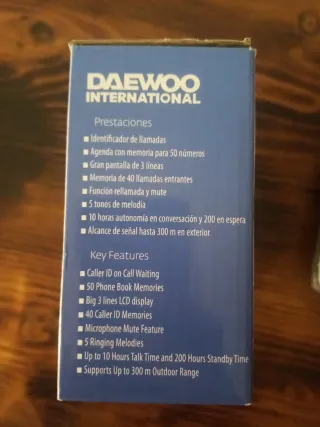 DAEWOO
INTERNATIONAL
Prestaciones
■ Identificador de llamadas
■ Agenda con memoria para 50 números
■ Gran pantalla de 3 líneas
■ Memoria de 40 llamadas entrantes
■ Función rellamada y mute
■ 5 tonos de melodía
■ 10 horas autonomía en conversación y 200 en espera
■ Alcance de señal hasta 300 m en exterior
Key Features
■ Caller ID on Call Waiting
■ 50 Phone Book Memories
■ Big 3 lines LCD display
■ 40 Caller ID Memories
■ Microphone Mute Feature
■ 5 Ringing Melodies
■ Up to 10 Hours Talk Time and 200 Hours Standby Time
■ Supports Up to 300 m Outdoor Range